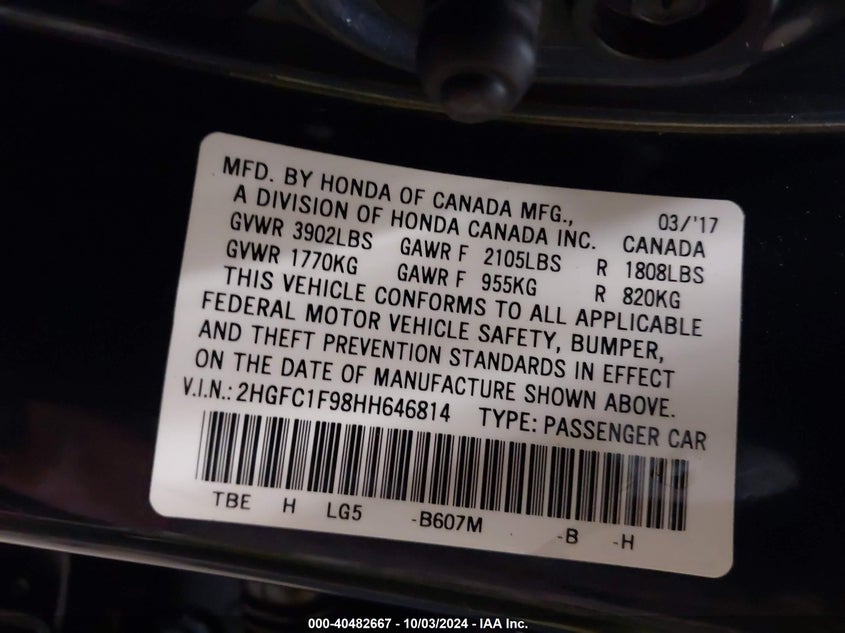 MFD. BY HONDA OF CANADA MFG., 03/'17
A DIVISION OF HONDA CANADA INC. CANADA
GVWR 3902LBS GAWR F 2105LBS R 1808LBS
GVWR 1770KG GAWR F 955KG R 820KG
THIS VEHICLE CONFORMS TO ALL APPLICABLE
FEDERAL MOTOR VEHICLE SAFETY, BUMPER,
AND THEFT PREVENTION STANDARDS IN EFFECT
ON THE DATE OF MANUFACTURE SHOWN ABOVE.
V.I.N.: 2HGFC1F98HH646814 TYPE: PASSENGER CAR
TBE H LG5 -B607M -B -H
000-40482667 - 10/03/2024 - IAA Inc.